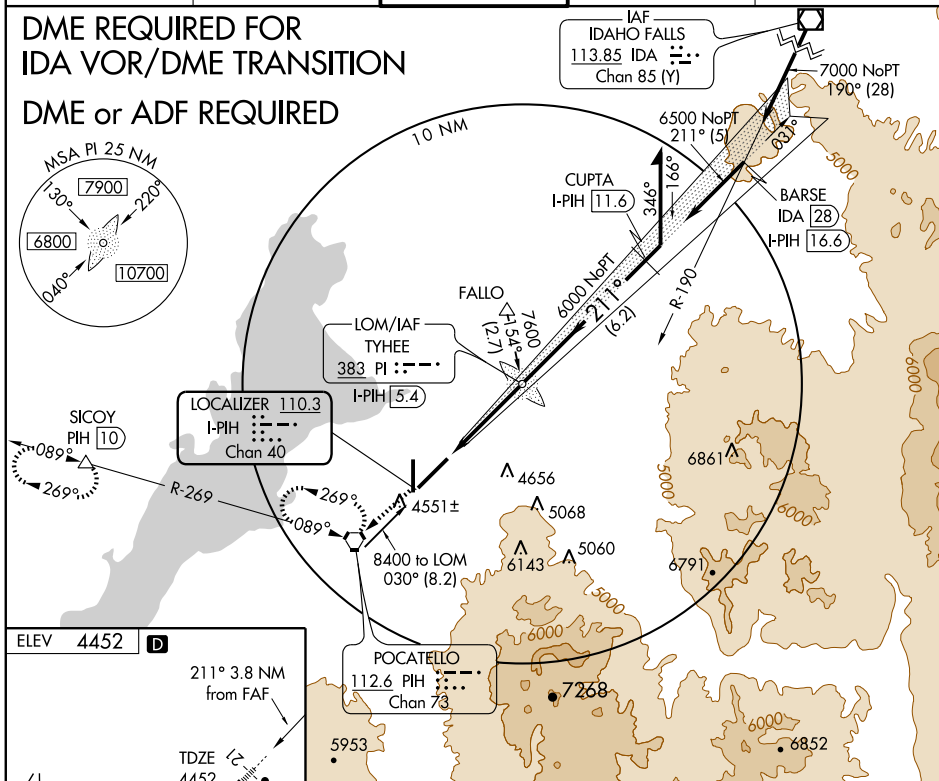 DME REQUIRED FOR
IDA VOR/DME TRANSITION
DME or ADF REQUIRED
MSA PI 25 NM
130°
7900
220°
6800
10700
040°
10 NM
IAF
IDAHO FALLS
113.85 IDA
Chan 85 (Y)
7000 NoPT
190° (28)
6500 NoPT
211° (5)
031°
5000
CUPTA
I-PIH 11.6
346°
166°
BARSE
IDA 28
I-PIH 16.6
R-190
6000 NoPT
211°
(6.2)
FALLO
7600
154°
(2.7)
LOM/IAF
TYHEE
383 PI
I-PIH 5.4
LOCALIZER 110.3
I-PIH
Chan 40
SICOY
PIH 10
089°
269°
R-269
269°
089°
4551±
8400 to LOM
030° (8.2)
4656
5068
6143
5060
5000
6861
5000
6000
6000
6791
6000
7268
6000
6852
5953
POCATELLO
112.6 PIH
Chan 73
ELEV 4452 D
211° 3.8 NM
from FAF
21
TDZE
4452